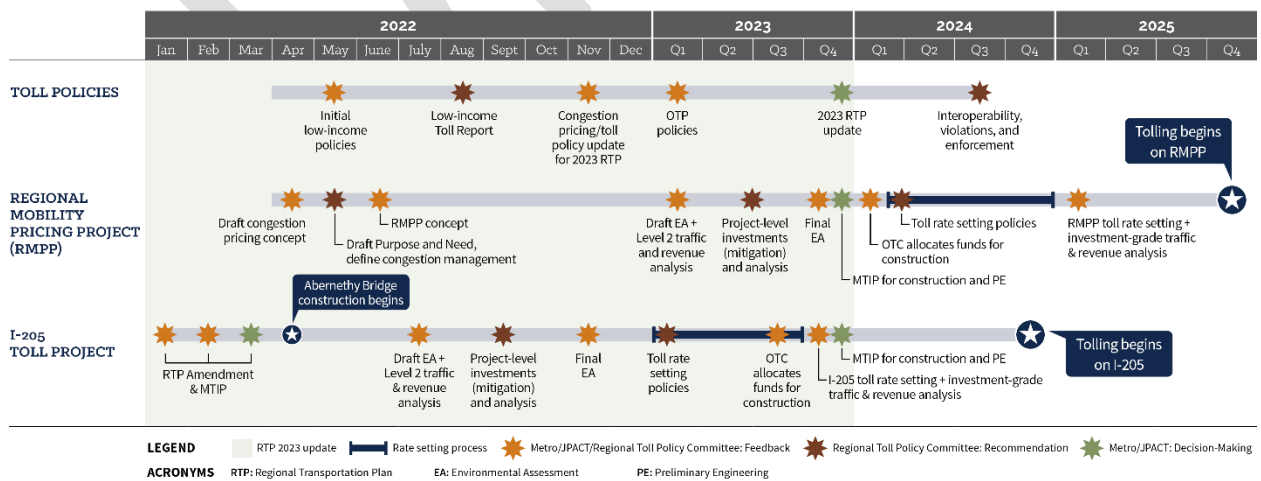 2022 2023 2024 2025
Jan Feb Mar Apr May June July Aug Sept Oct Nov Dec Q1 Q2 Q3 Q4 Q1 Q2 Q3 Q4 Q1 Q2 Q3 Q4
TOLL POLICIES
Initial
low-income
policies
Low-income
Toll Report
Congestion
pricing/toll
policy update
for 2023 RTP
OTP
policies
2023 RTP
update
Interoperability,
violations, and
enforcement
Tolling begins
on RMPP
REGIONAL
MOBILITY
PRICING PROJECT
(RMPP)
Draft congestion
pricing concept
RMPP concept
Draft Purpose and Need,
define congestion management
Draft EA +
Level 2 traffic
and revenue
analysis
Project-level
investments
(mitigation)
and analysis
Final
EA
Toll rate setting policies
OTC allocates funds for
construction
MTIP for construction and PE
RMPP toll rate setting +
investment-grade traffic
& revenue analysis
Abernethy Bridge
construction begins
I-205
TOLL PROJECT
RTP Amendment
& MTIP
Draft EA +
Level 2 traffic
& revenue
analysis
Project-level
investments
(mitigation)
and analysis
Final
EA
Toll rate
setting
policies
OTC
allocates
funds for
construction
MTIP for construction and PE
I-205 toll rate setting + investment-grade
traffic & revenue analysis
Tolling begins
on I-205
LEGEND RTP 2023 update Rate setting process Metro/JPACT/Regional Toll Policy Committee: Feedback Regional Toll Policy Committee: Recommendation Metro/JPACT: Decision-Making
ACRONYMS RTP: Regional Transportation Plan EA: Environmental Assessment PE: Preliminary Engineering